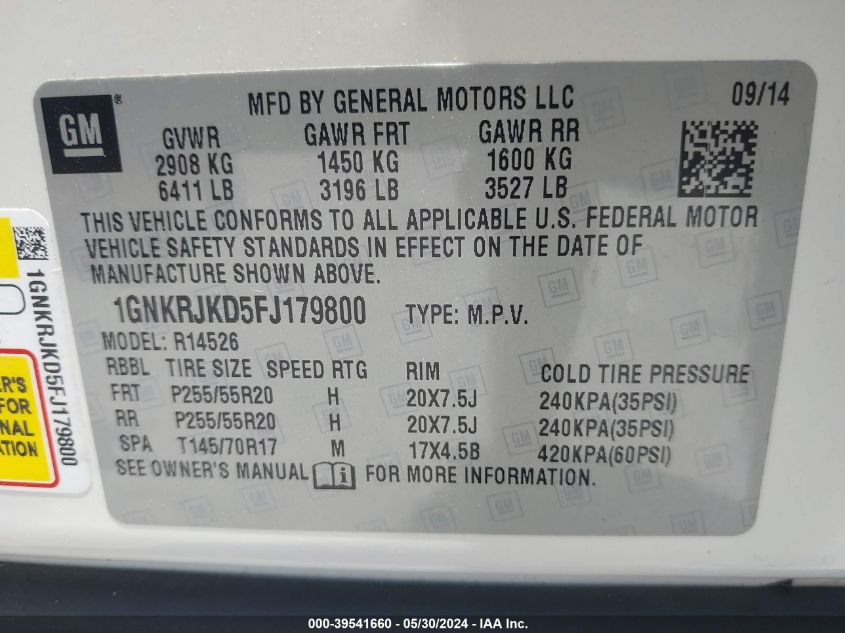 GM®
MFD BY GENERAL MOTORS LLC 09/14
GVWR GAWR FRT GAWR RR
2908 KG 1450 KG 1600 KG
6411 LB 3196 LB 3527 LB
THIS VEHICLE CONFORMS TO ALL APPLICABLE U.S. FEDERAL MOTOR
VEHICLE SAFETY STANDARDS IN EFFECT ON THE DATE OF
MANUFACTURE SHOWN ABOVE.
1GNKRJKD5FJ179800 TYPE: M.P.V.
MODEL: R14526
RBBL TIRE SIZE SPEED RTG RIM COLD TIRE PRESSURE
FRT P255/55R20 H 20X7.5J 240KPA(35PSI)
RR P255/55R20 H 20X7.5J 240KPA(35PSI)
SPA T145/70R17 M 17X4.5B 420KPA(60PSI)
SEE OWNER'S MANUAL i FOR MORE INFORMATION.
1GNKRJKD5FJ179800
ER'S
FOR
NAL
ATION
000-39541660 - 05/30/2024 - IAA Inc.